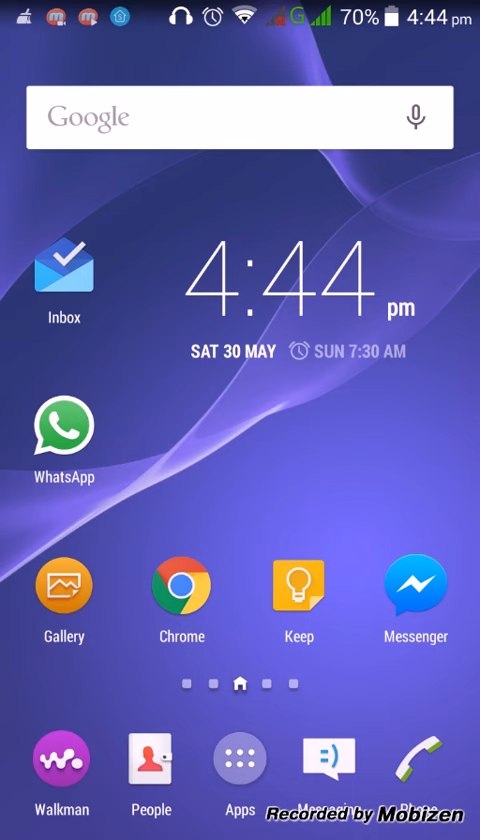 G 70% 4:44 pm
Google
4:44 pm
SAT 30 MAY SUN 7:30 AM
Inbox
WhatsApp
Gallery Chrome Keep Messenger
Walkman People Apps
Recorded by Mobizen